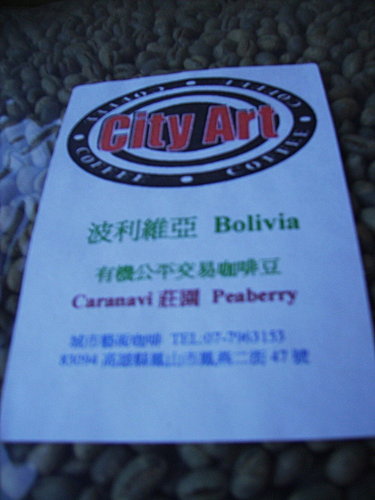 COFFEE COFFEE
City Art
COFFEE COFFEE
波利維亞 Bolivia
有機公平交易咖啡豆
Caranavi 莊園 Peaberry
城市藝術咖啡 TEL:07-7963153
83094 高雄縣鳳山市鳳燕二街 47 號